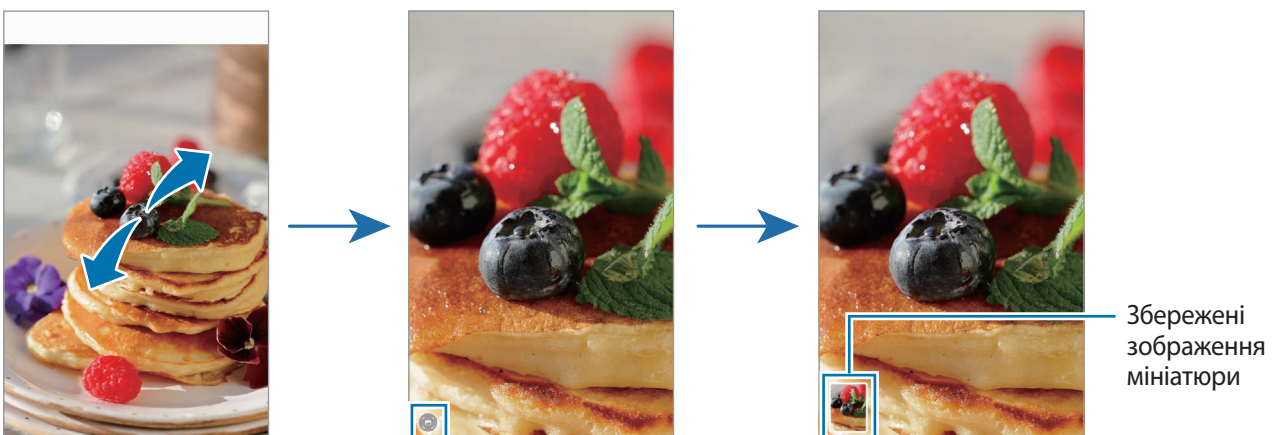 Збережені
зображення
мініатюри